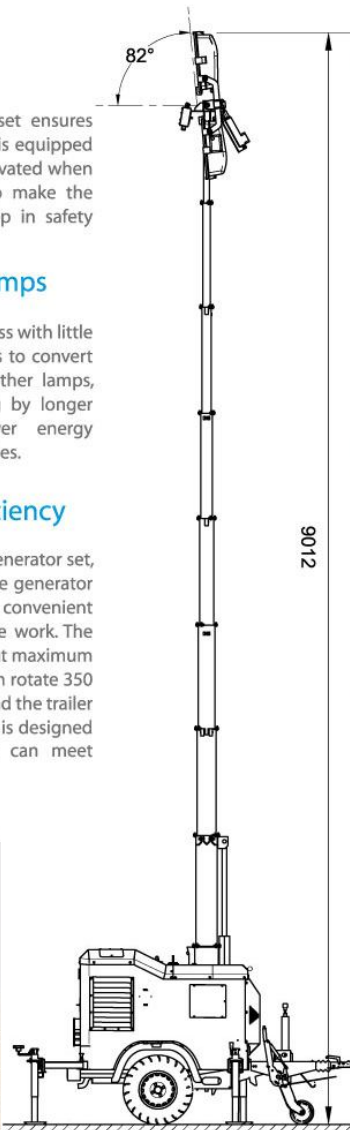 82°
set ensures
is equipped
vated when
make the
p in safety
mps
ss with little
s to convert
ther lamps,
by longer
energy
es.
iency
enerator set,
e generator
convenient
e work. The
t maximum
n rotate 350
d the trailer
is designed
can meet
9012